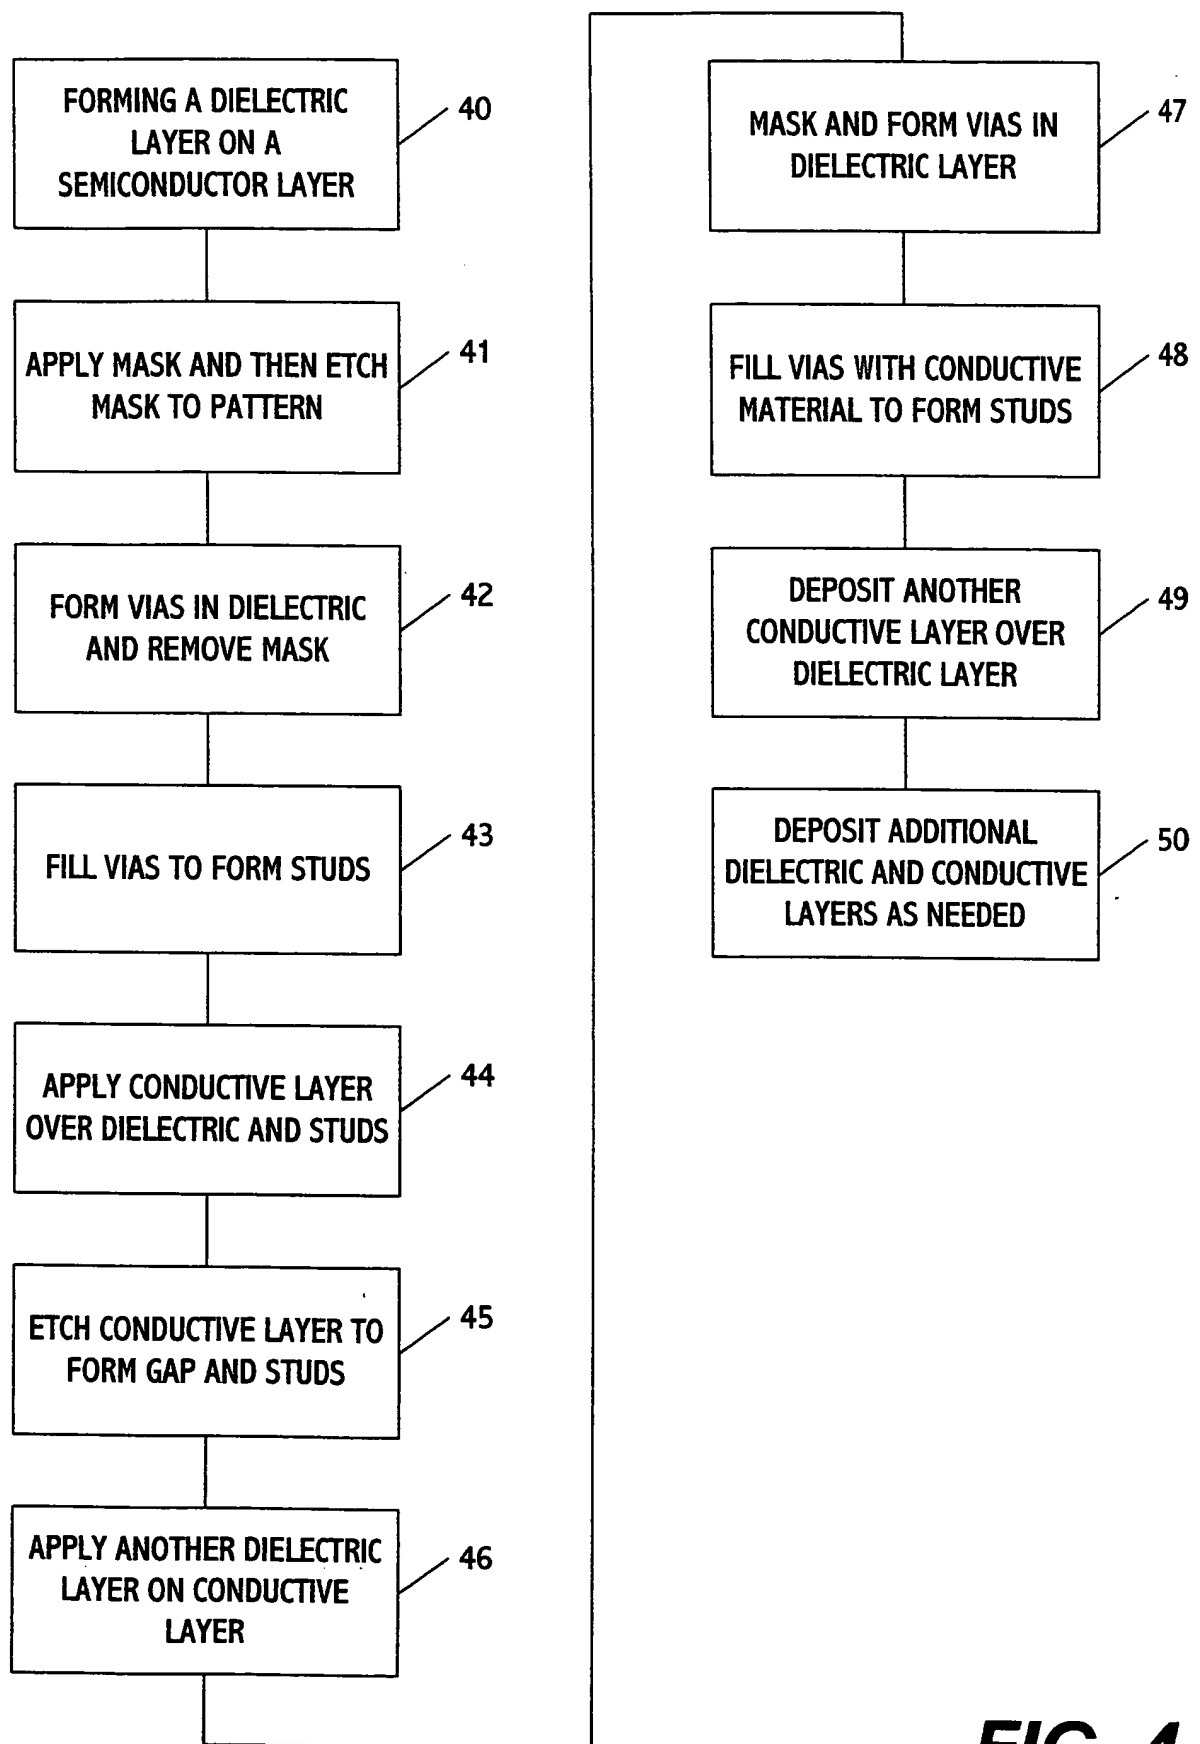 FORMING A DIELECTRIC
LAYER ON A
SEMICONDUCTOR LAYER
40
APPLY MASK AND THEN ETCH
MASK TO PATTERN
41
FORM VIAS IN DIELECTRIC
AND REMOVE MASK
42
FILL VIAS TO FORM STUDS
43
APPLY CONDUCTIVE LAYER
OVER DIELECTRIC AND STUDS
44
ETCH CONDUCTIVE LAYER TO
FORM GAP AND STUDS
45
APPLY ANOTHER DIELECTRIC
LAYER ON CONDUCTIVE
LAYER
46
MASK AND FORM VIAS IN
DIELECTRIC LAYER
47
FILL VIAS WITH CONDUCTIVE
MATERIAL TO FORM STUDS
48
DEPOSIT ANOTHER
CONDUCTIVE LAYER OVER
DIELECTRIC LAYER
49
DEPOSIT ADDITIONAL
DIELECTRIC AND CONDUCTIVE
LAYERS AS NEEDED
50
FIG. 4